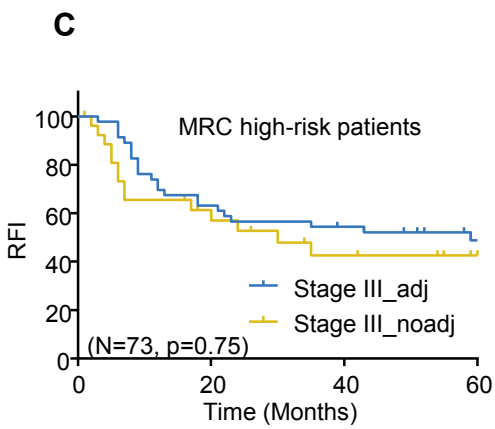 C
100
80
60
40
20
0
RFI
MRC high-risk patients
Stage III_adj
Stage III_noadj
(N=73, p=0.75)
0 20 40 60
Time (Months)